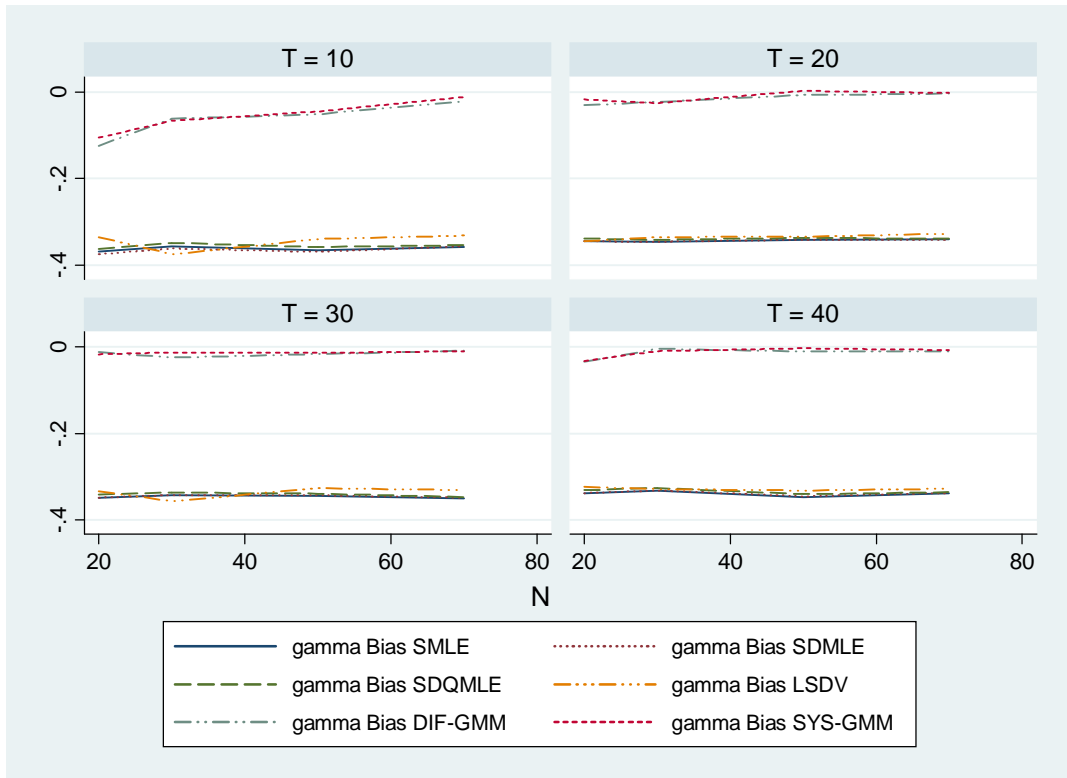 T = 10
T = 20
0
-.2
-.4
T = 30
T = 40
0
-.2
-.4
20 40 60 80
20 40 60 80
N
gamma Bias SMLE
gamma Bias SDMLE
gamma Bias SDQMLE
gamma Bias LSDV
gamma Bias DIF-GMM
gamma Bias SYS-GMM